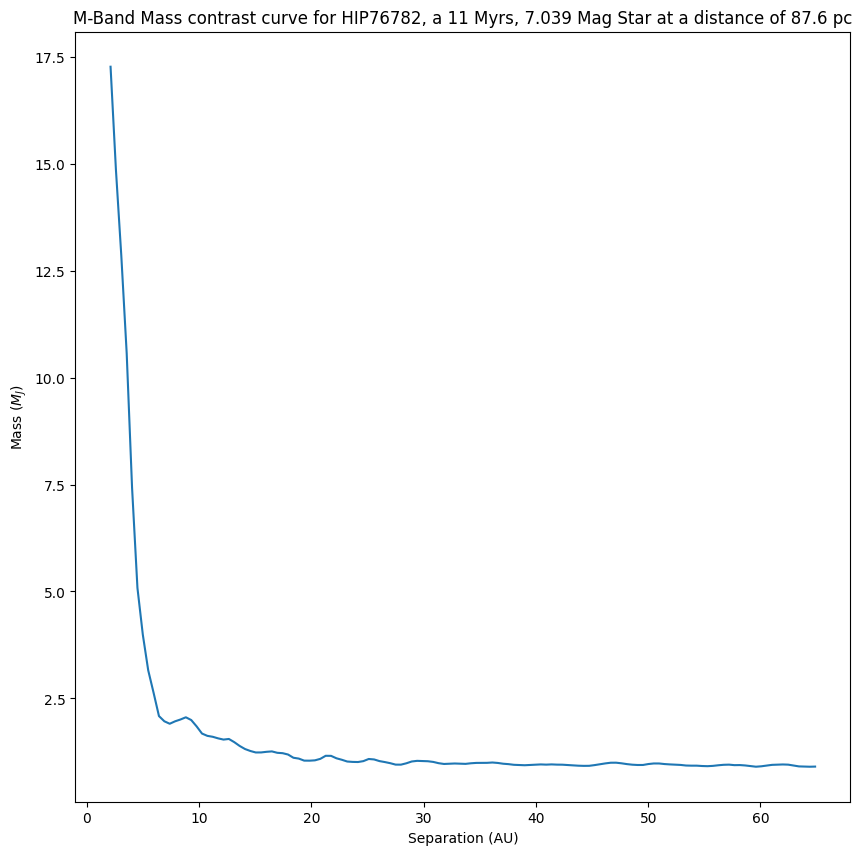 M-Band Mass contrast curve for HIP76782, a 11 Myrs, 7.039 Mag Star at a distance of 87.6 pc
17.5
15.0
12.5
10.0
7.5
5.0
2.5
Mass (M_J)
0 10 20 30 40 50 60
Separation (AU)